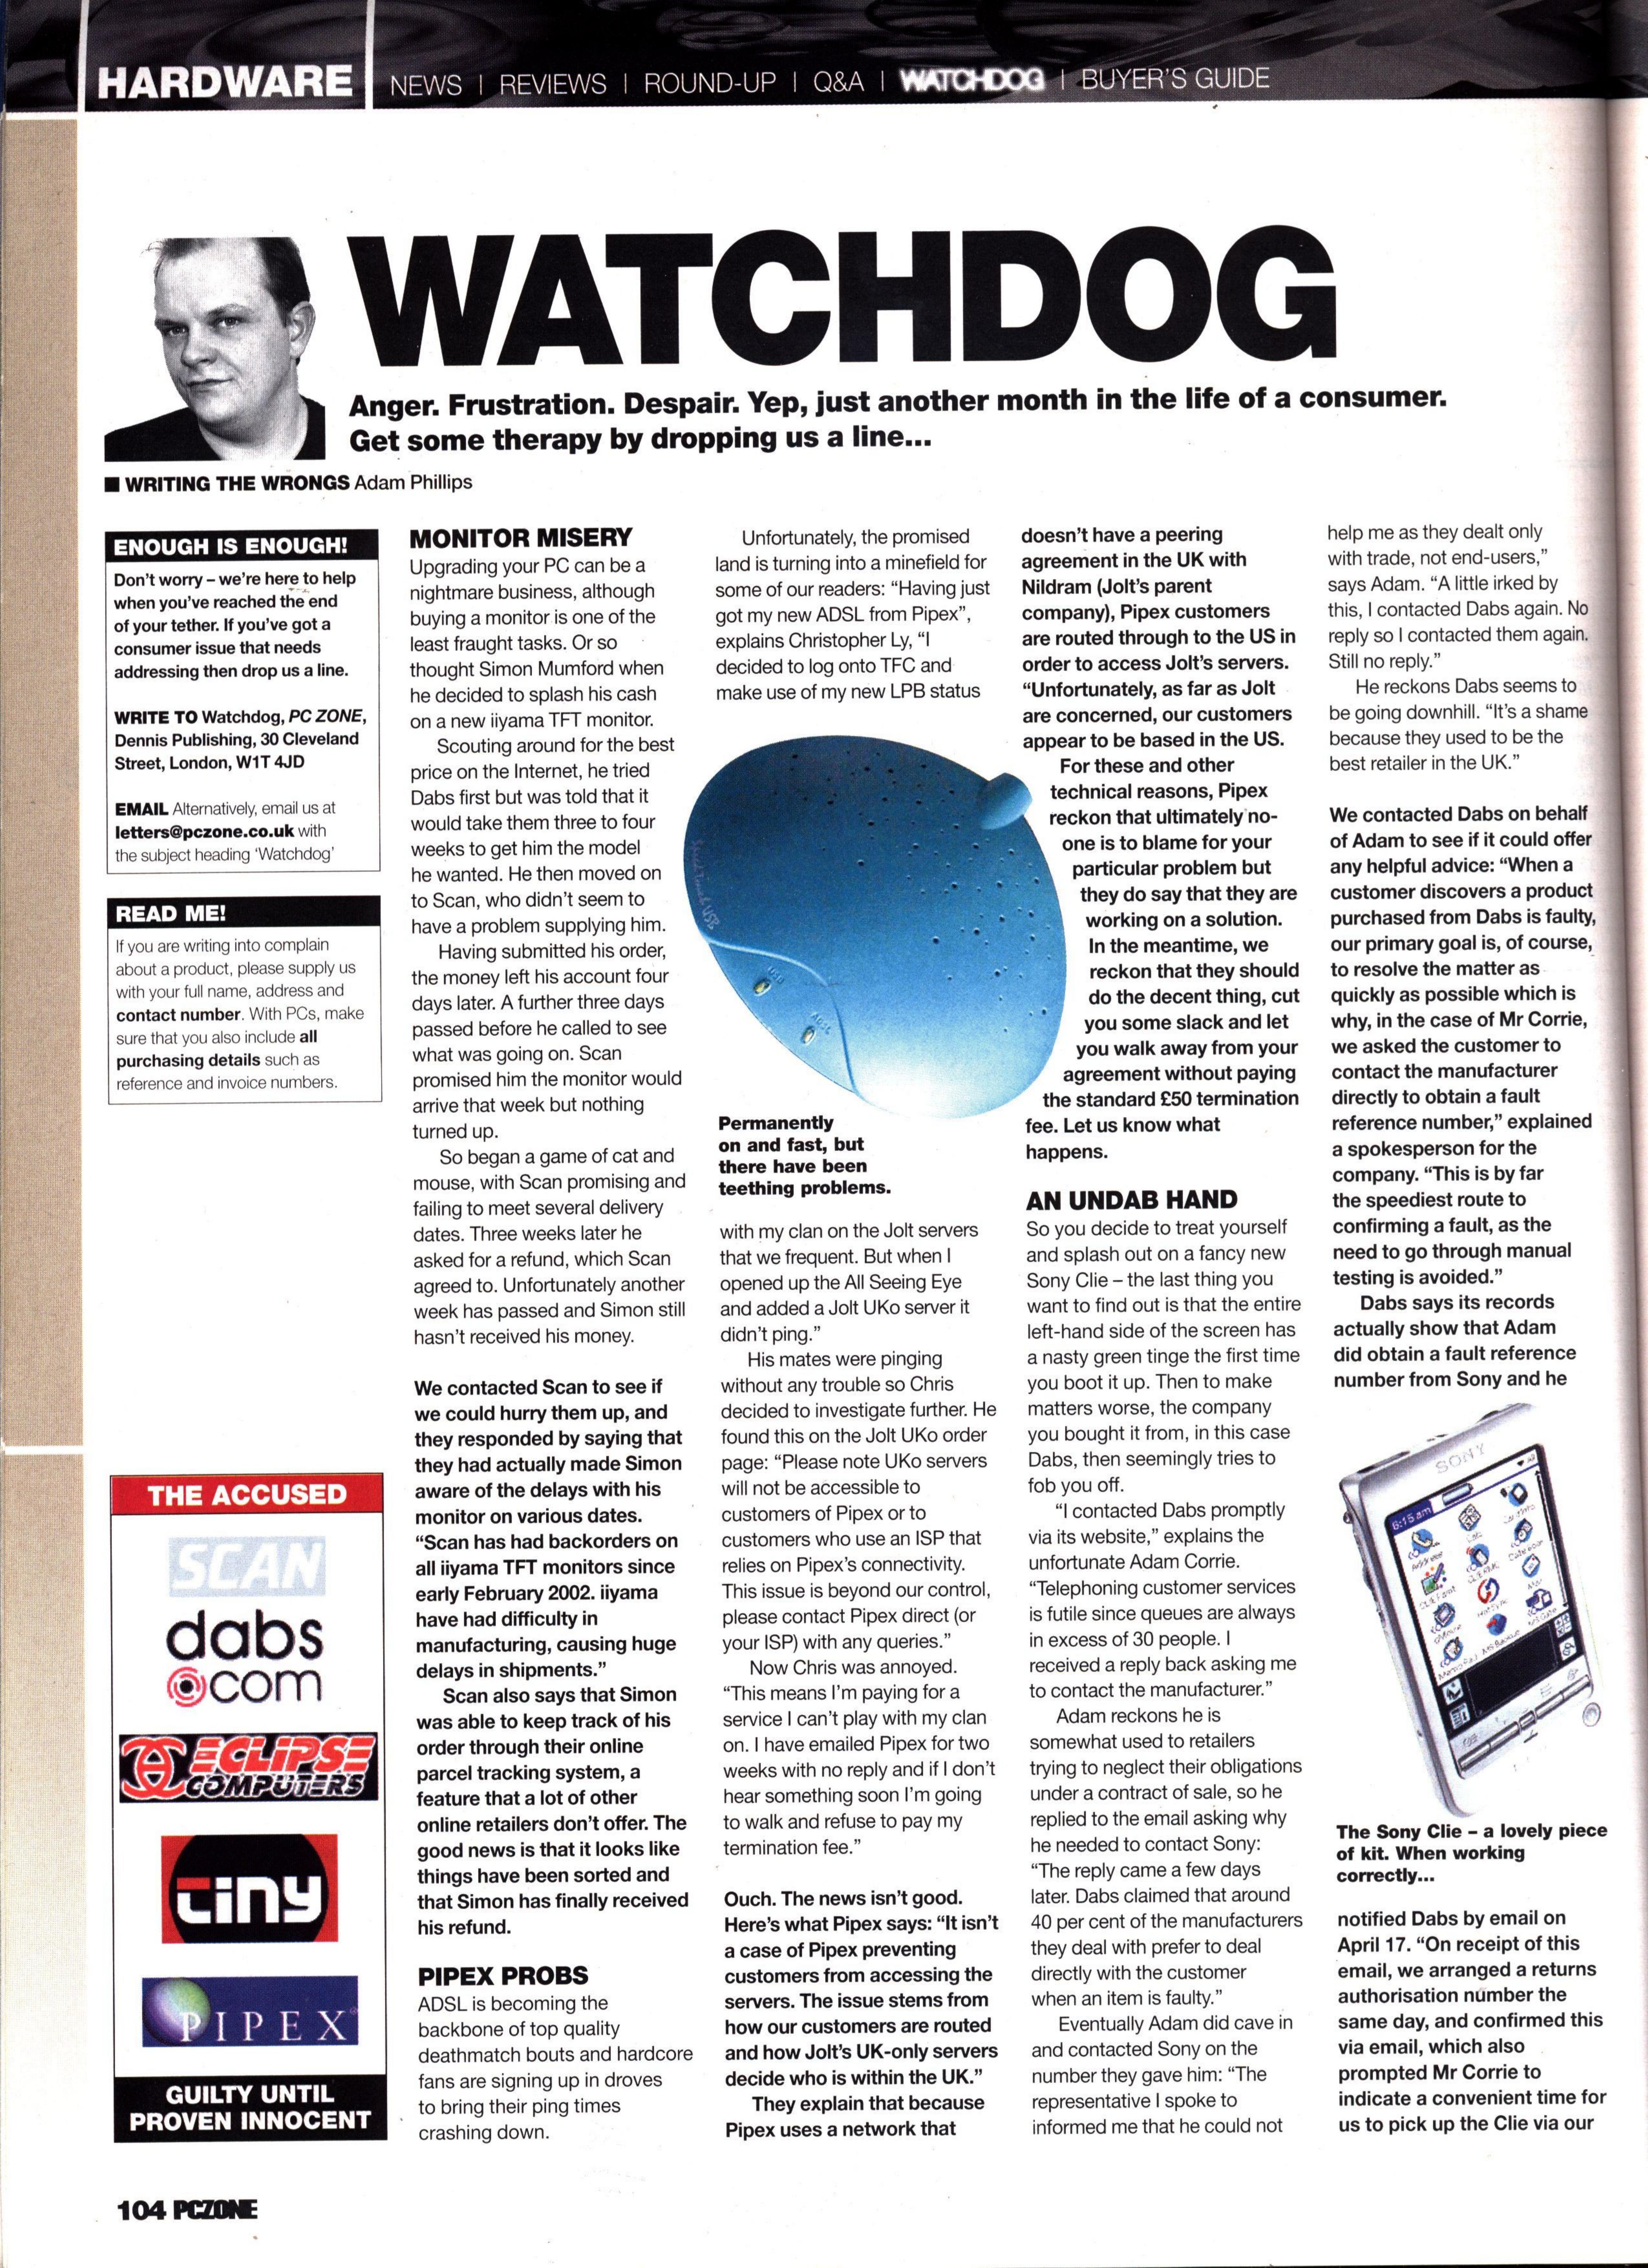 HARDWARE
NEWS | REVIEWS | ROUND-UP | Q&A | WATCHDOG | BUYER'S GUIDE
WATCHDOG
Anger. Frustration. Despair. Yep, just another month in the life of a consumer.
Get some therapy by dropping us a line...
■ WRITING THE WRONGS Adam Phillips
ENOUGH IS ENOUGH!
Don't worry – we're here to help
when you've reached the end
of your tether. If you've got a
consumer issue that needs
addressing then drop us a line.
WRITE TO Watchdog, PC ZONE,
Dennis Publishing, 30 Cleveland
Street, London, W1T 4JD
EMAIL Alternatively, email us at
letters@pczone.co.uk with
the subject heading 'Watchdog'
READ ME!
If you are writing into complain
about a product, please supply us
with your full name, address and
contact number. With PCs, make
sure that you also include all
purchasing details such as
reference and invoice numbers.
THE ACCUSED
SCAN
dabs
.com
ECLIPSE
COMPUTERS
tiny
PIPEX
GUILTY UNTIL
PROVEN INNOCENT
MONITOR MISERY
Upgrading your PC can be a
nightmare business, although
buying a monitor is one of the
least fraught tasks. Or so
thought Simon Mumford when
he decided to splash his cash
on a new iiyama TFT monitor.
Scouting around for the best
price on the Internet, he tried
Dabs first but was told that it
would take them three to four
weeks to get him the model
he wanted. He then moved on
to Scan, who didn't seem to
have a problem supplying him.
Having submitted his order,
the money left his account four
days later. A further three days
passed before he called to see
what was going on. Scan
promised him the monitor would
arrive that week but nothing
turned up.
So began a game of cat and
mouse, with Scan promising and
failing to meet several delivery
dates. Three weeks later he
asked for a refund, which Scan
agreed to. Unfortunately another
week has passed and Simon still
hasn't received his money.
We contacted Scan to see if
we could hurry them up, and
they responded by saying that
they had actually made Simon
aware of the delays with his
monitor on various dates.
"Scan has had backorders on
all iiyama TFT monitors since
early February 2002. iiyama
have had difficulty in
manufacturing, causing huge
delays in shipments."
Scan also says that Simon
was able to keep track of his
order through their online
parcel tracking system, a
feature that a lot of other
online retailers don't offer. The
good news is that it looks like
things have been sorted and
that Simon has finally received
his refund.
PIPEX PROBS
ADSL is becoming the
backbone of top quality
deathmatch bouts and hardcore
fans are signing up in droves
to bring their ping times
crashing down.
Unfortunately, the promised
land is turning into a minefield for
some of our readers: "Having just
got my new ADSL from Pipex",
explains Christopher Ly, "I
decided to log onto TFC and
make use of my new LPB status
Permanently
on and fast, but
there have been
teething problems.
with my clan on the Jolt servers
that we frequent. But when I
opened up the All Seeing Eye
and added a Jolt UKo server it
didn't ping."
His mates were pinging
without any trouble so Chris
decided to investigate further. He
found this on the Jolt UKo order
page: "Please note UKo servers
will not be accessible to
customers of Pipex or to
customers who use an ISP that
relies on Pipex's connectivity.
This issue is beyond our control,
please contact Pipex direct (or
your ISP) with any queries."
Now Chris was annoyed.
"This means I'm paying for a
service I can't play with my clan
on. I have emailed Pipex for two
weeks with no reply and if I don't
hear something soon I'm going
to walk and refuse to pay my
termination fee."
Ouch. The news isn't good.
Here's what Pipex says: "It isn't
a case of Pipex preventing
customers from accessing the
servers. The issue stems from
how our customers are routed
and how Jolt's UK-only servers
decide who is within the UK."
They explain that because
Pipex uses a network that
doesn't have a peering
agreement in the UK with
Nildram (Jolt's parent
company), Pipex customers
are routed through to the US in
order to access Jolt's servers.
"Unfortunately, as far as Jolt
are concerned, our customers
appear to be based in the US.
For these and other
technical reasons, Pipex
reckon that ultimately no-
one is to blame for your
particular problem but
they do say that they are
working on a solution.
In the meantime, we
reckon that they should
do the decent thing, cut
you some slack and let
you walk away from your
agreement without paying
the standard £50 termination
fee. Let us know what
happens.
AN UNDAB HAND
So you decide to treat yourself
and splash out on a fancy new
Sony Clie – the last thing you
want to find out is that the entire
left-hand side of the screen has
a nasty green tinge the first time
you boot it up. Then to make
matters worse, the company
you bought it from, in this case
Dabs, then seemingly tries to
fob you off.
"I contacted Dabs promptly
via its website," explains the
unfortunate Adam Corrie.
"Telephoning customer services
is futile since queues are always
in excess of 30 people. I
received a reply back asking me
to contact the manufacturer."
Adam reckons he is
somewhat used to retailers
trying to neglect their obligations
under a contract of sale, so he
replied to the email asking why
he needed to contact Sony:
"The reply came a few days
later. Dabs claimed that around
40 per cent of the manufacturers
they deal with prefer to deal
directly with the customer
when an item is faulty."
Eventually Adam did cave in
and contacted Sony on the
number they gave him: "The
representative I spoke to
informed me that he could not
help me as they dealt only
with trade, not end-users,"
says Adam. "A little irked by
this, I contacted Dabs again. No
reply so I contacted them again.
Still no reply."
He reckons Dabs seems to
be going downhill. "It's a shame
because they used to be the
best retailer in the UK."
We contacted Dabs on behalf
of Adam to see if it could offer
any helpful advice: "When a
customer discovers a product
purchased from Dabs is faulty,
our primary goal is, of course,
to resolve the matter as
quickly as possible which is
why, in the case of Mr Corrie,
we asked the customer to
contact the manufacturer
directly to obtain a fault
reference number," explained
a spokesperson for the
company. "This is by far
the speediest route to
confirming a fault, as the
need to go through manual
testing is avoided."
Dabs says its records
actually show that Adam
did obtain a fault reference
number from Sony and he
SONY
6:15 am
The Sony Clie – a lovely piece
of kit. When working
correctly...
notified Dabs by email on
April 17. "On receipt of this
email, we arranged a returns
authorisation number the
same day, and confirmed this
via email, which also
prompted Mr Corrie to
indicate a convenient time for
us to pick up the Clie via our
104 PCZONE